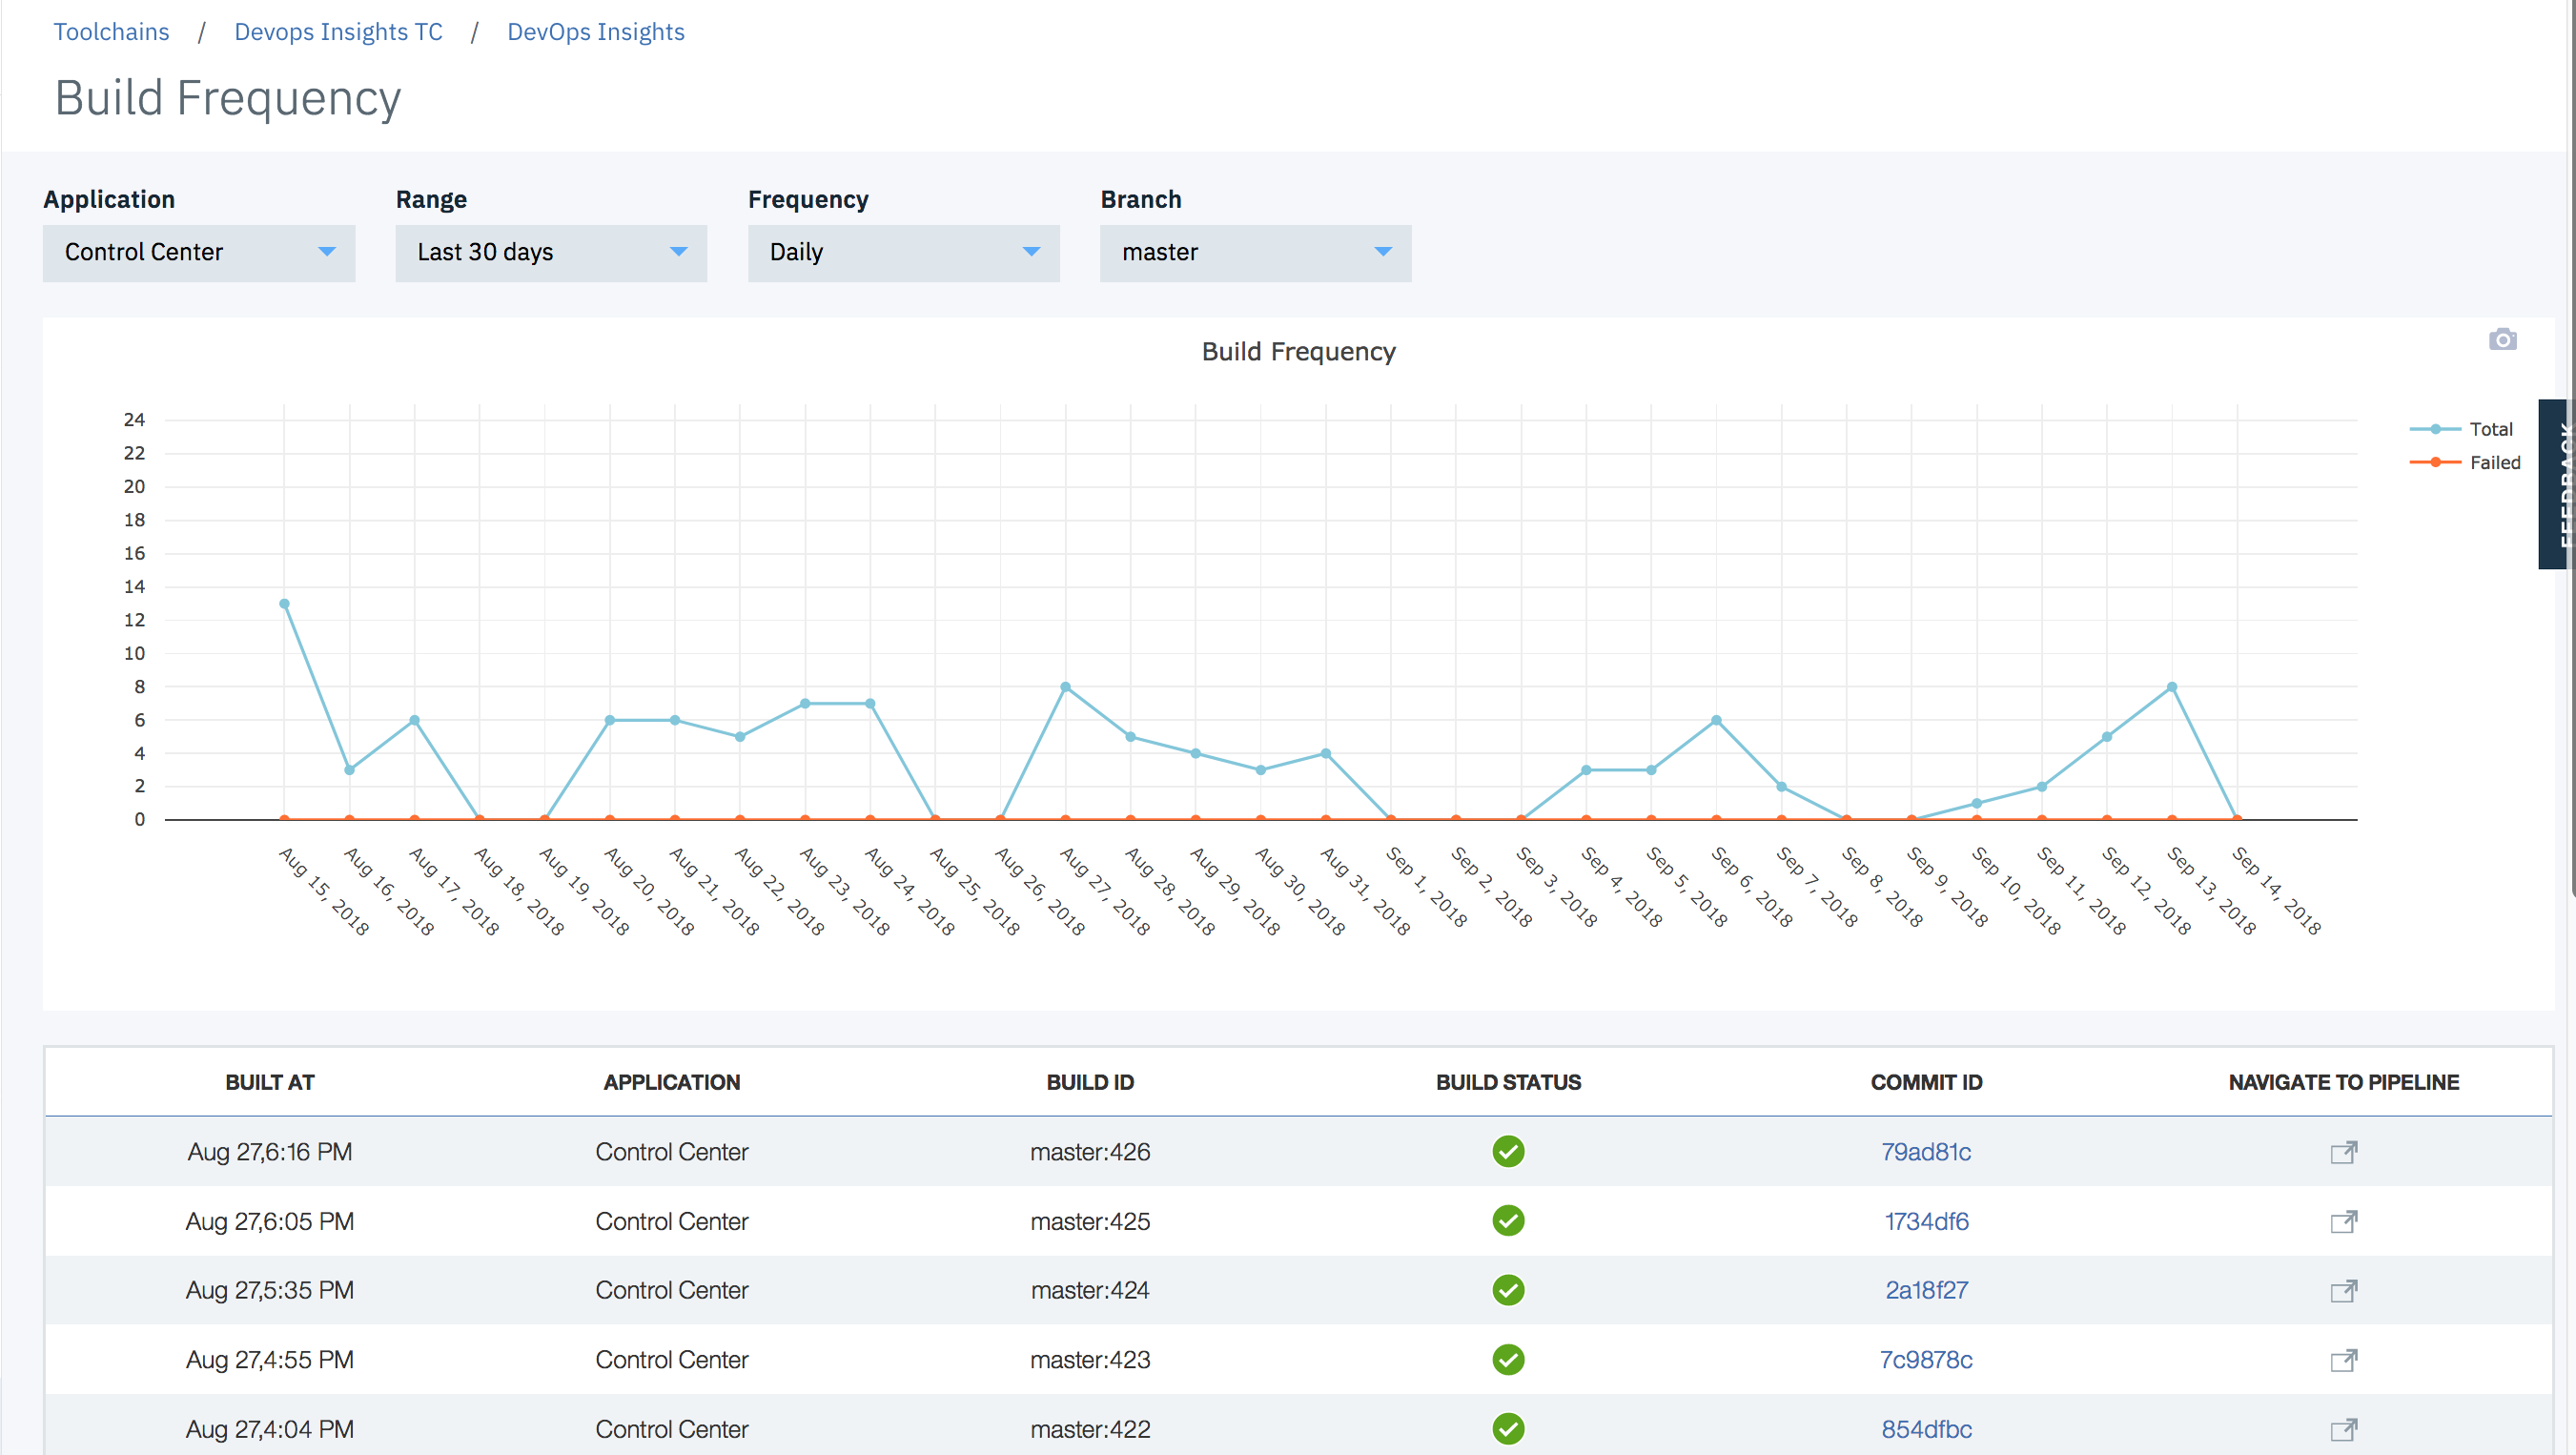 Toolchains / Devops Insights TC / DevOps Insights
Build Frequency
Application Range Frequency Branch
Control Center Last 30 days Daily master
Build Frequency
24
22
20
18
16
14
12
10
8
6
4
2
0
Total
Failed
FEEDBACK
Aug 15, 2018
Aug 16, 2018
Aug 17, 2018
Aug 18, 2018
Aug 19, 2018
Aug 20, 2018
Aug 21, 2018
Aug 22, 2018
Aug 23, 2018
Aug 24, 2018
Aug 25, 2018
Aug 26, 2018
Aug 27, 2018
Aug 28, 2018
Aug 29, 2018
Aug 30, 2018
Aug 31, 2018
Sep 1, 2018
Sep 2, 2018
Sep 3, 2018
Sep 4, 2018
Sep 5, 2018
Sep 6, 2018
Sep 7, 2018
Sep 8, 2018
Sep 9, 2018
Sep 10, 2018
Sep 11, 2018
Sep 12, 2018
Sep 13, 2018
Sep 14, 2018
BUILT AT APPLICATION BUILD ID BUILD STATUS COMMIT ID NAVIGATE TO PIPELINE
Aug 27,6:16 PM Control Center master:426 79ad81c
Aug 27,6:05 PM Control Center master:425 1734df6
Aug 27,5:35 PM Control Center master:424 2a18f27
Aug 27,4:55 PM Control Center master:423 7c9878c
Aug 27,4:04 PM Control Center master:422 854dfbc